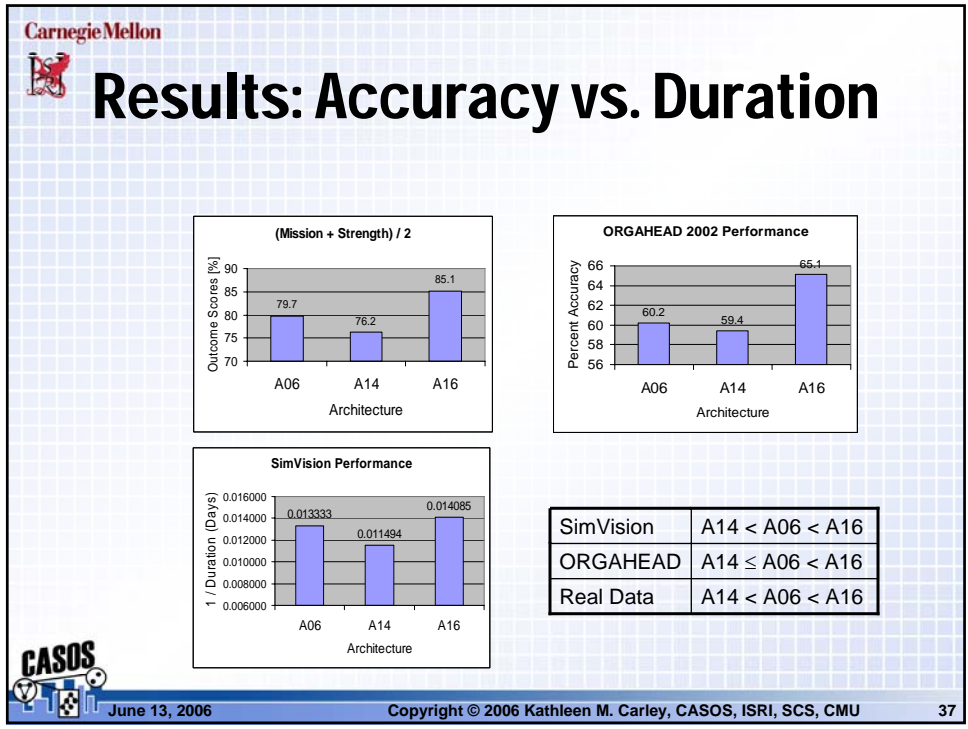 Carnegie Mellon
Results: Accuracy vs. Duration
(Mission + Strength) / 2
Outcome Scores [%]
90
85
80
75
70
79.7
76.2
85.1
A06 A14 A16
Architecture
ORGAHEAD 2002 Performance
Percent Accuracy
66
64
62
60
58
56
60.2
59.4
65.1
A06 A14 A16
Architecture
SimVision Performance
1 / Duration (Days)
0.016000
0.014000
0.012000
0.010000
0.008000
0.006000
0.013333
0.011494
0.014085
A06 A14 A16
Architecture
SimVision A14 < A06 < A16
ORGAHEAD A14 ≤ A06 < A16
Real Data A14 < A06 < A16
CASOS
June 13, 2006 Copyright © 2006 Kathleen M. Carley, CASOS, ISRI, SCS, CMU 37